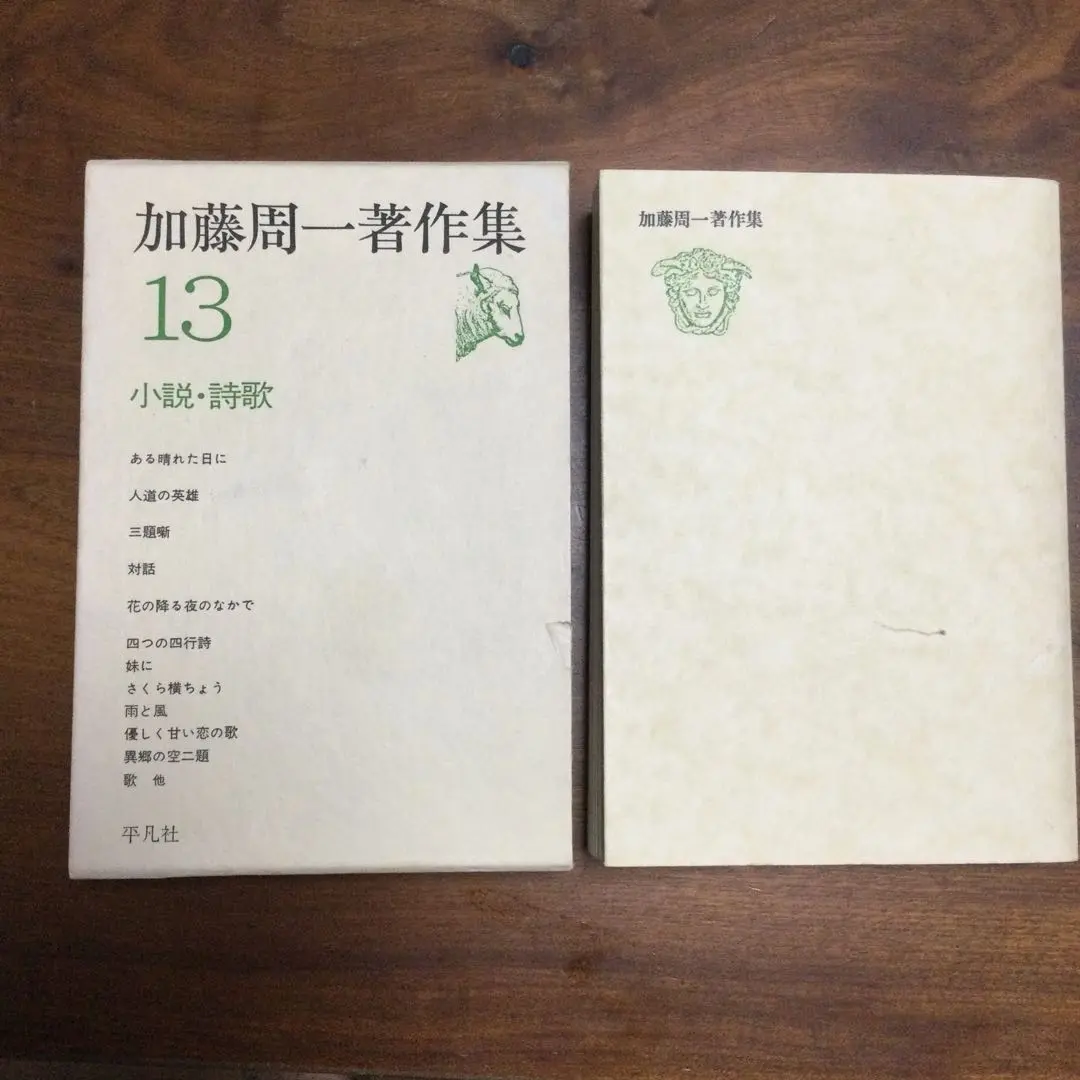 加藤周一著作集
13
小説・詩歌
ある晴れた日に
人道の英雄
三題噺
対話
花の降る夜のなかで
四つの四行詩
妹に
さくら横ちょう
雨と風
優しく甘い恋の歌
異郷の空二題
歌　他
平凡社
加藤周一著作集